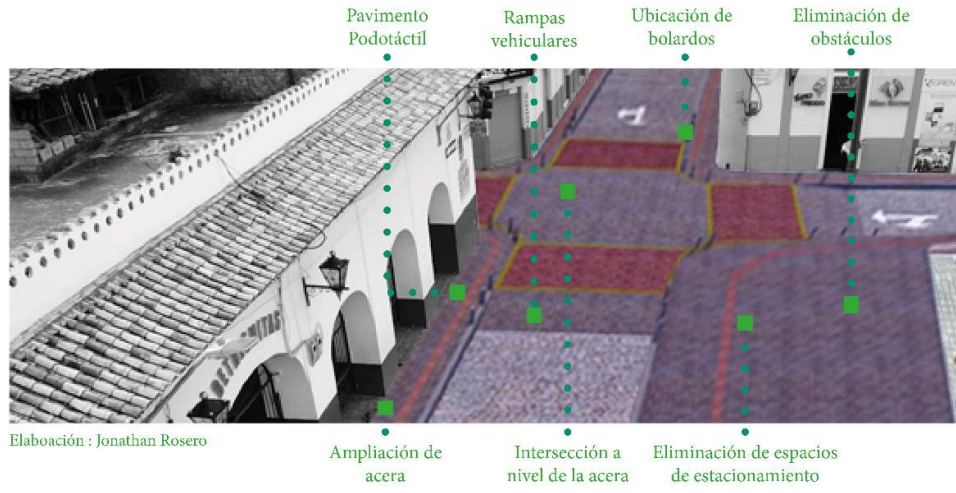 Pavimento
Podotáctil
Rampas
vehiculares
Ubicación de
bolardos
Eliminación de
obstáculos
Elaboación : Jonathan Rosero
Ampliación de
acera
Intersección a
nivel de la acera
Eliminación de espacios
de estacionamiento